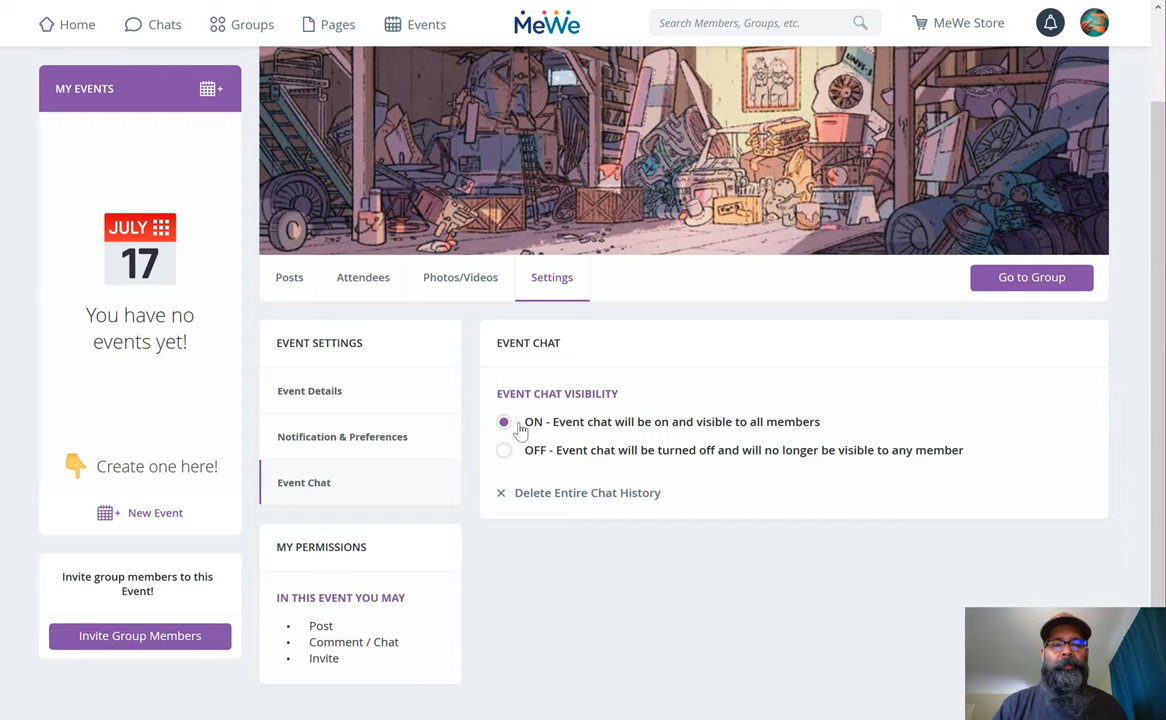 Home
Chats
Groups
Pages
Events
MeWe
Search Members, Groups, etc.
MeWe Store
MY EVENTS
JULY
17
You have no
events yet!
Create one here!
New Event
Invite group members to this
Event!
Invite Group Members
Posts
Attendees
Photos/Videos
Settings
Go to Group
EVENT SETTINGS
Event Details
Notification & Preferences
Event Chat
MY PERMISSIONS
IN THIS EVENT YOU MAY
• Post
• Comment / Chat
• Invite
EVENT CHAT
EVENT CHAT VISIBILITY
ON - Event chat will be on and visible to all members
OFF - Event chat will be turned off and will no longer be visible to any member
Delete Entire Chat History